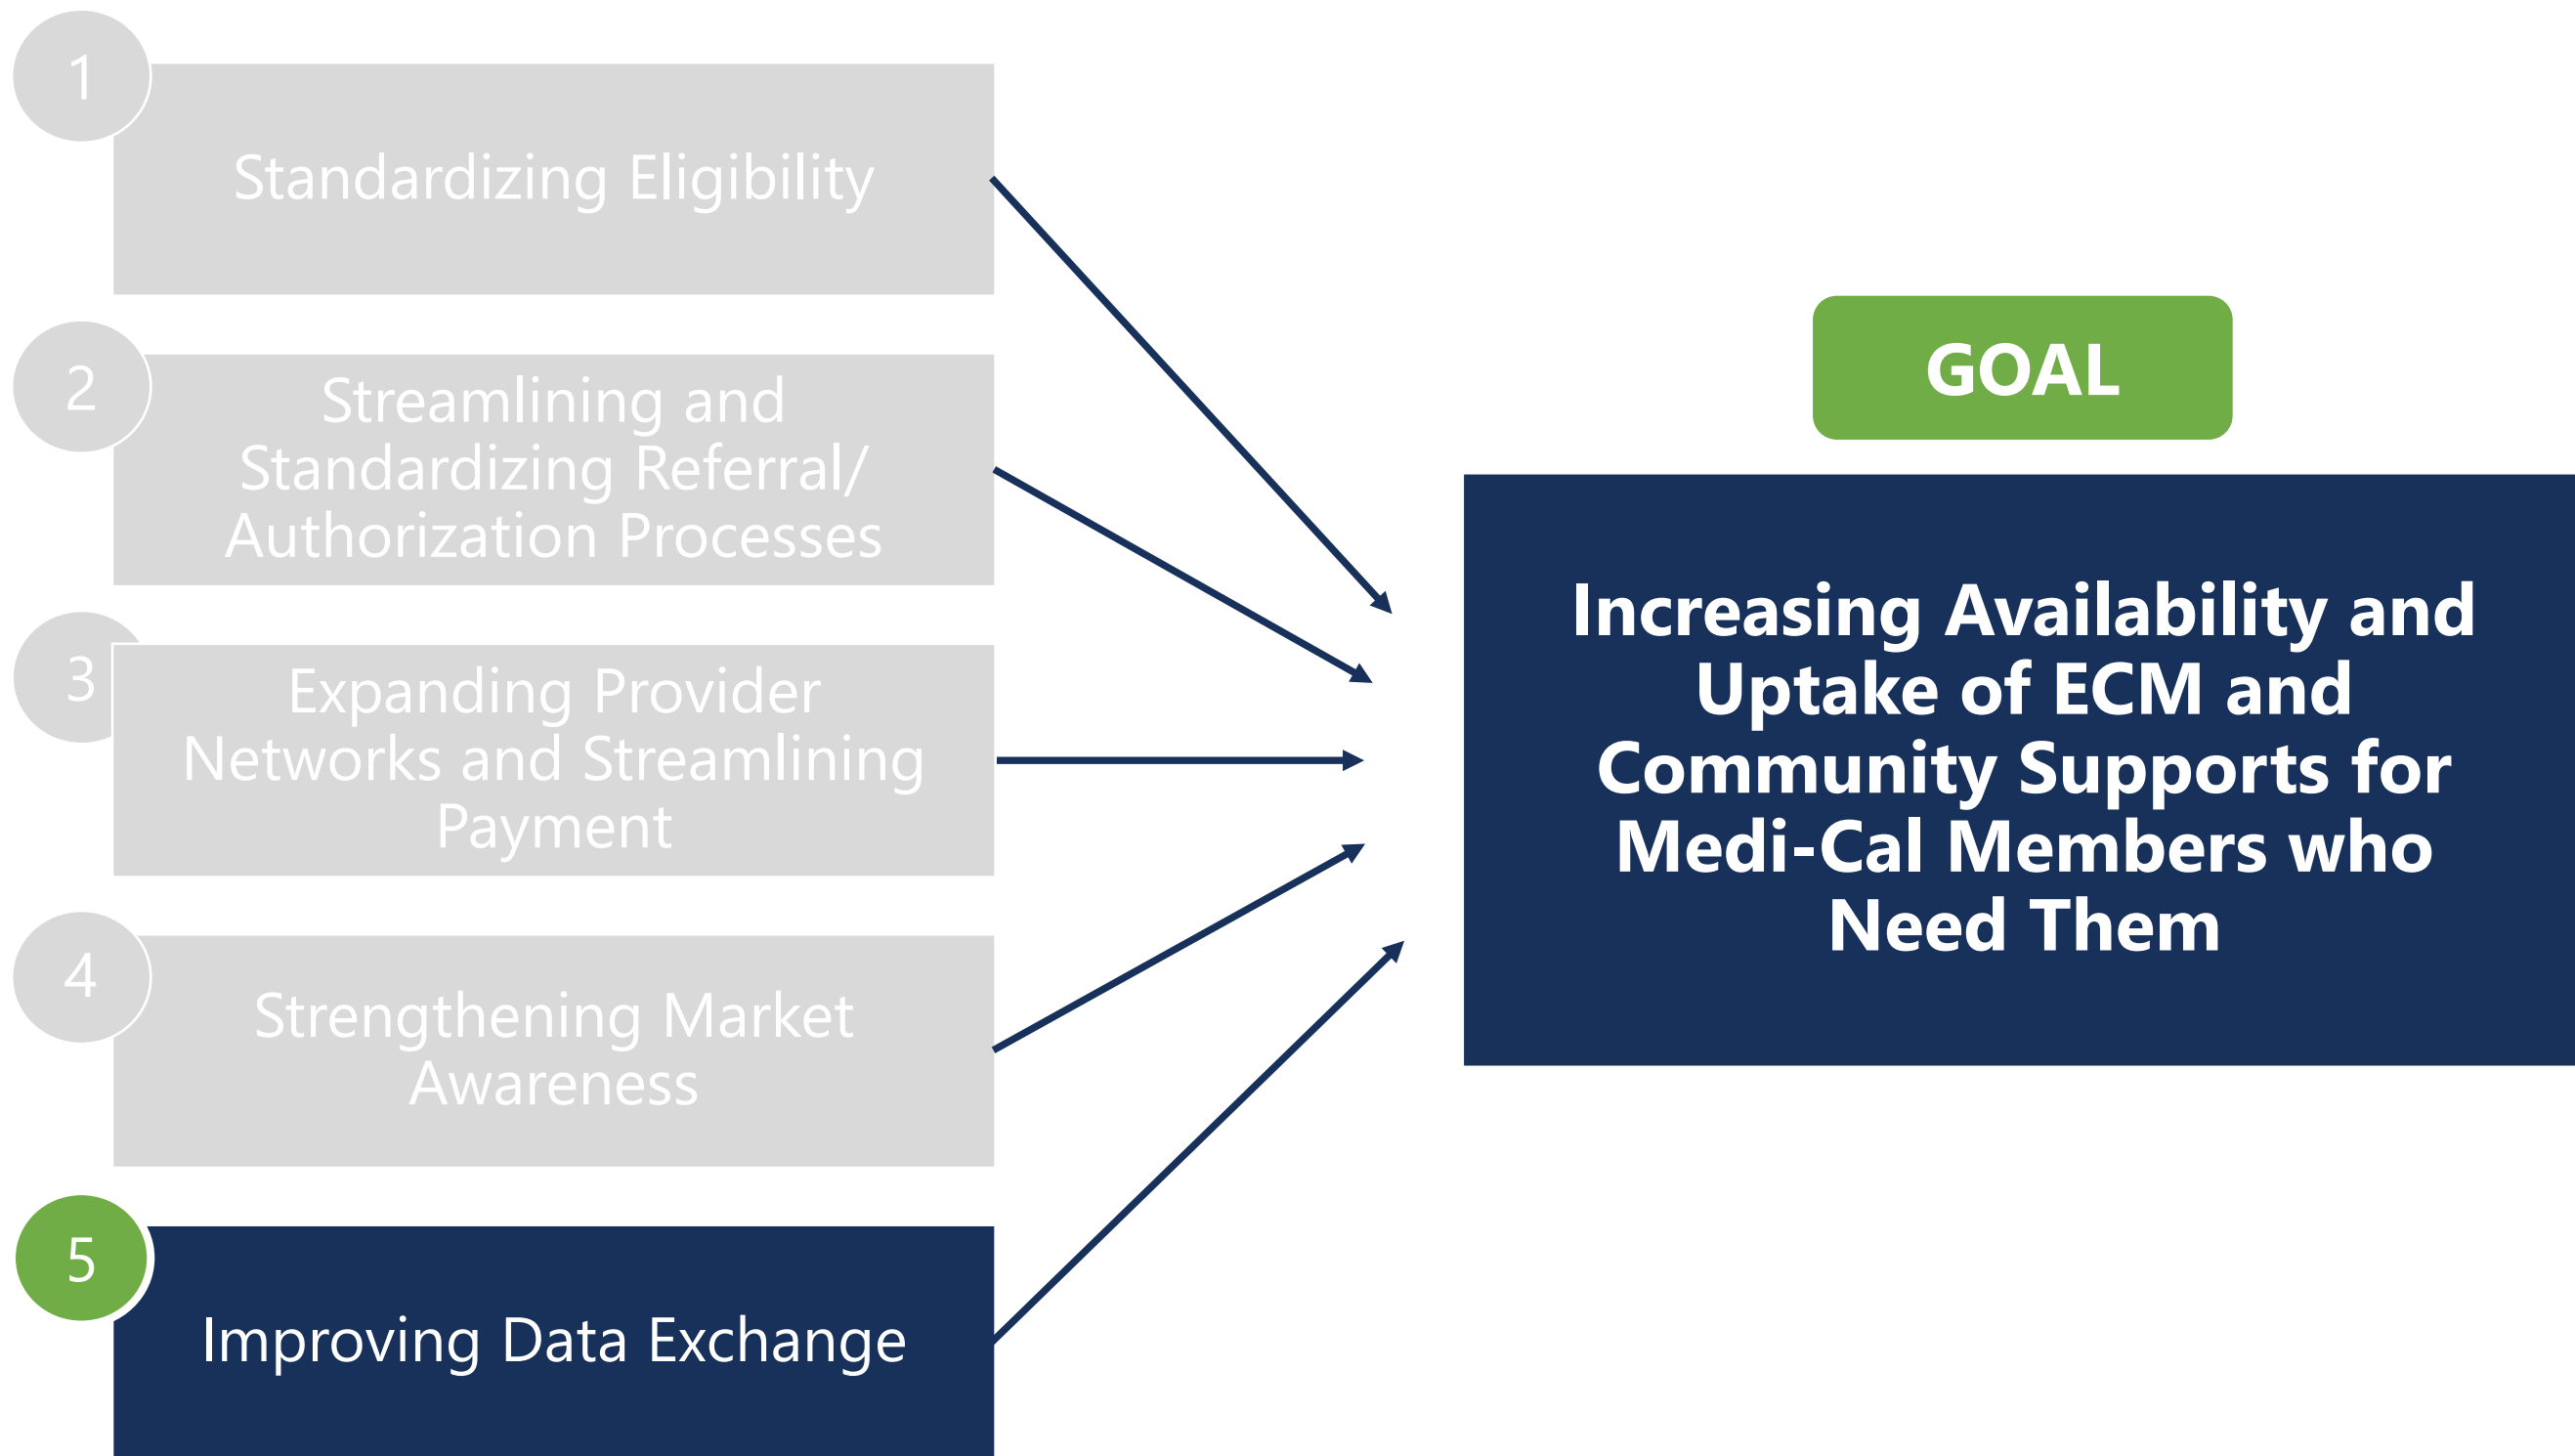 1
Standardizing Eligibility
2
Streamlining and
Standardizing Referral/
Authorization Processes
3
Expanding Provider
Networks and Streamlining
Payment
4
Strengthening Market
Awareness
5
Improving Data Exchange
GOAL
Increasing Availability and
Uptake of ECM and
Community Supports for
Medi-Cal Members who
Need Them